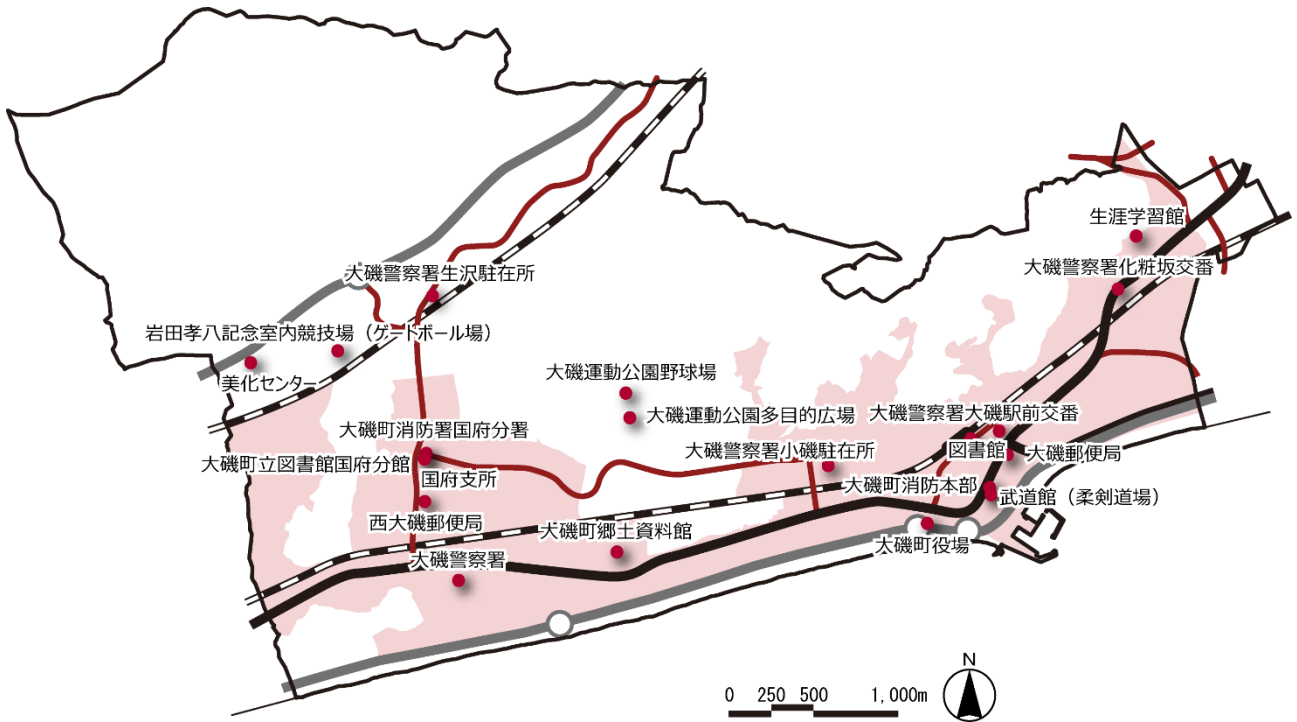 生涯学習館
大磯警察署化粧坂交番
大磯警察署生沢駐在所
岩田孝八記念室内競技場（ゲートボール場）
美化センター
大磯運動公園野球場
大磯運動公園多目的広場
大磯警察署大磯駅前交番
大磯町消防署国府分署
図書館
大磯郵便局
大磯町立図書館国府分館
大磯警察署小磯駐在所
国府支所
大磯町消防本部
武道館（柔剣道場）
西大磯郵便局
大磯町郷土資料館
大磯町役場
大磯警察署
N
0 250 500 1,000m